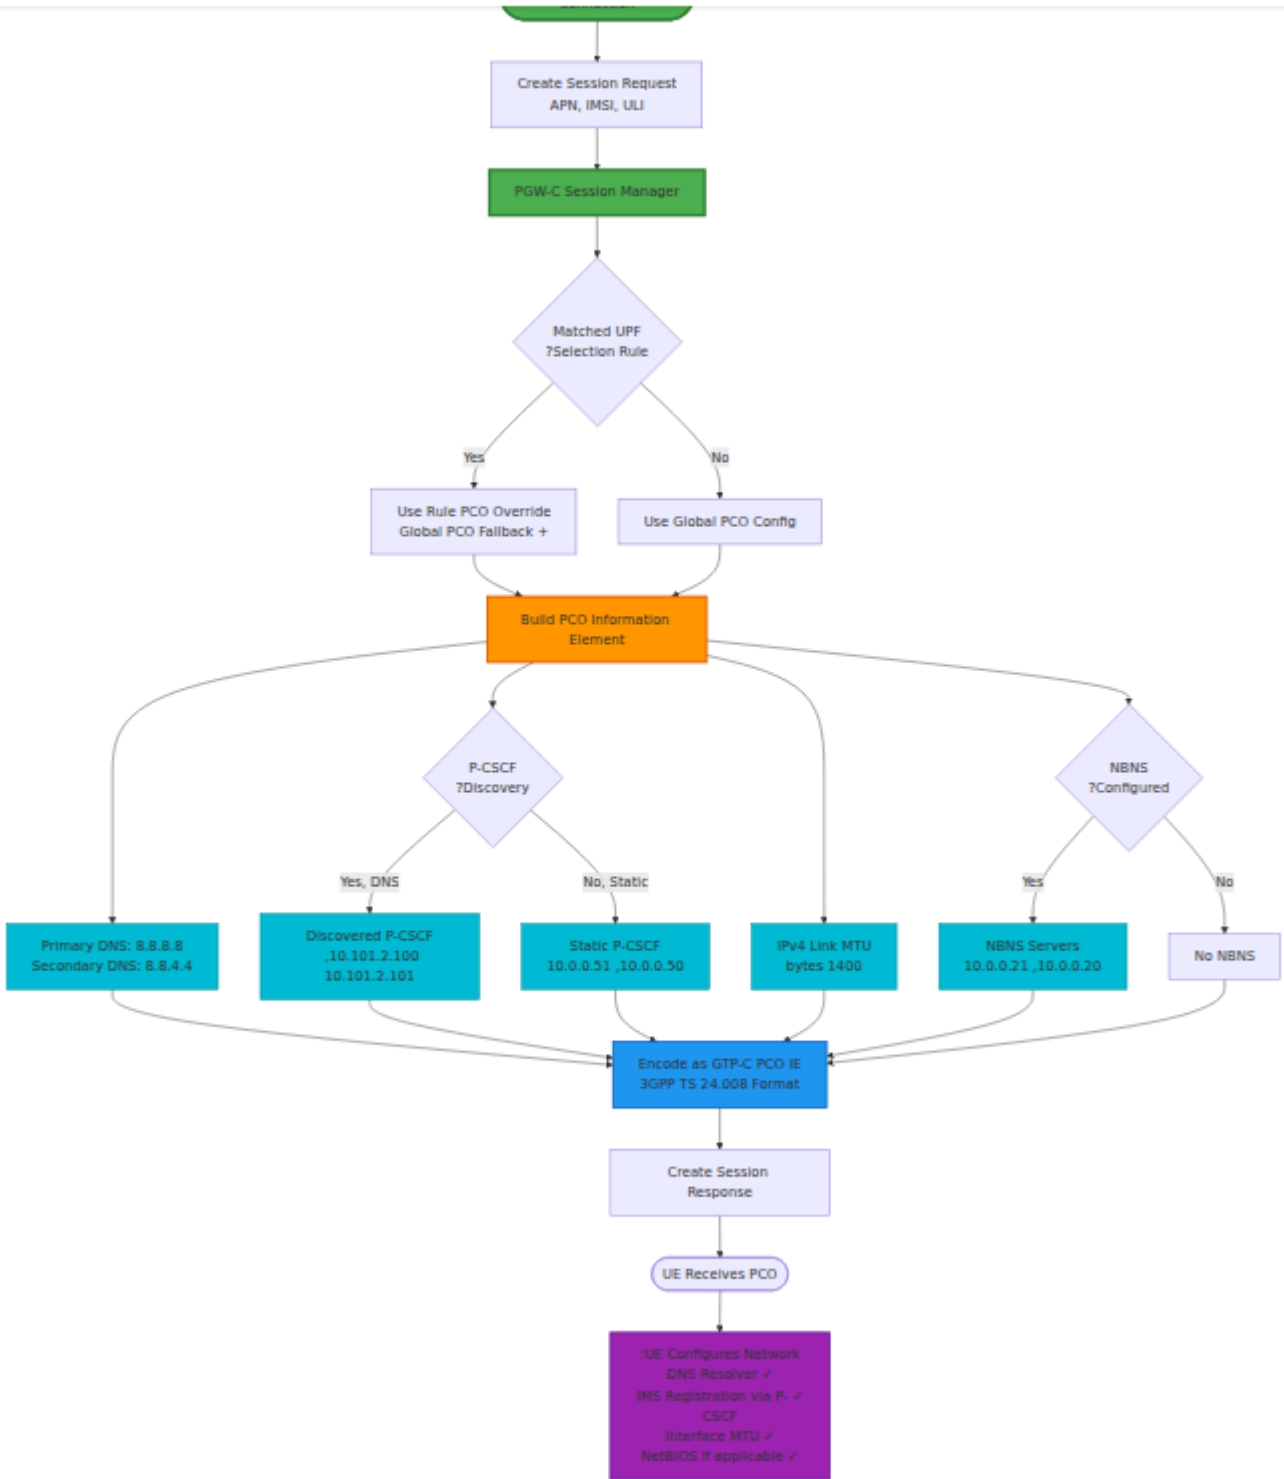 Create Session Request
APN, IMSI, ULI
PGW-C Session Manager
Matched UPF
?Selection Rule
Yes
No
Use Rule PCO Override
Global PCO Fallback +
Use Global PCO Config
Build PCO Information
Element
P-CSCF
?Discovery
NBNS
?Configured
Yes, DNS
No, Static
Yes
No
Primary DNS: 8.8.8.8
Secondary DNS: 8.8.4.4
Discovered P-CSCF
,10.101.2.100
10.101.2.101
Static P-CSCF
10.0.0.51 ,10.0.0.50
IPv4 Link MTU
bytes 1400
NBNS Servers
10.0.0.21 ,10.0.0.20
No NBNS
Encode as GTP-C PCO IE
3GPP TS 24.008 Format
Create Session
Response
UE Receives PCO
:UE Configures Network
DNS Resolver ✓
IMS Registration via P- ✓
CSCF
Interface MTU ✓
NetBIOS if applicable ✓